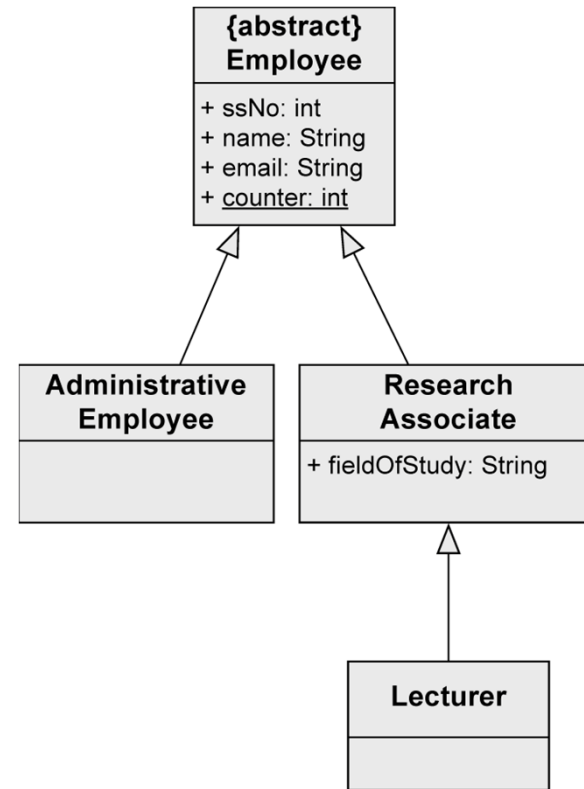 {abstract}
Employee
+ ssNo: int
+ name: String
+ email: String
+ counter: int
Administrative
Employee
Research
Associate
+ fieldOfStudy: String
Lecturer